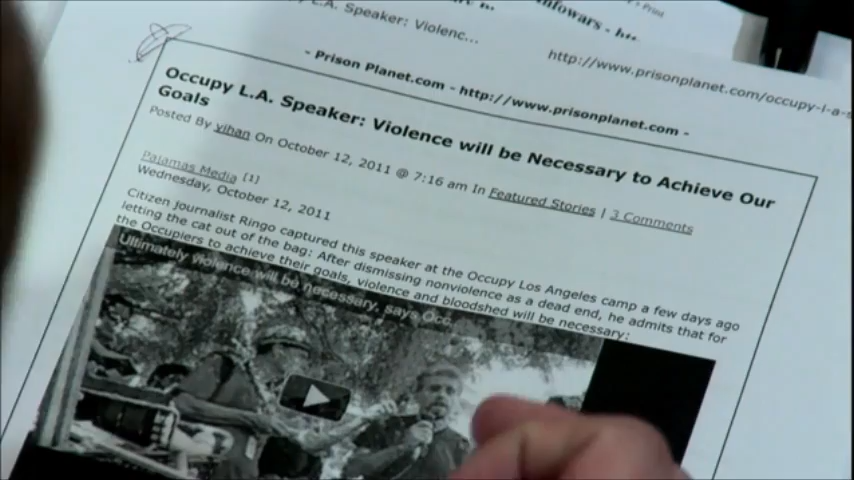 L.A. Speaker: Violenc...
> Print
infowars -
http://www.prisonplanet.com/occupy-l-a-s
- Prison Planet.com - http://www.prisonplanet.com -
Occupy L.A. Speaker: Violence will be Necessary to Achieve Our
Goals
Posted By yihan On October 12, 2011 @ 7:16 am In Featured Stories | 3 Comments
Pajamas Media [1]
Wednesday, October 12, 2011
Citizen journalist Ringo captured this speaker at the Occupy Los Angeles camp a few days ago
letting the cat out of the bag: After dismissing nonviolence as a dead end, he admits that for
the Occupiers to achieve their goals, violence and bloodshed will be necessary:
Ultimately violence will be necessary, says Occ